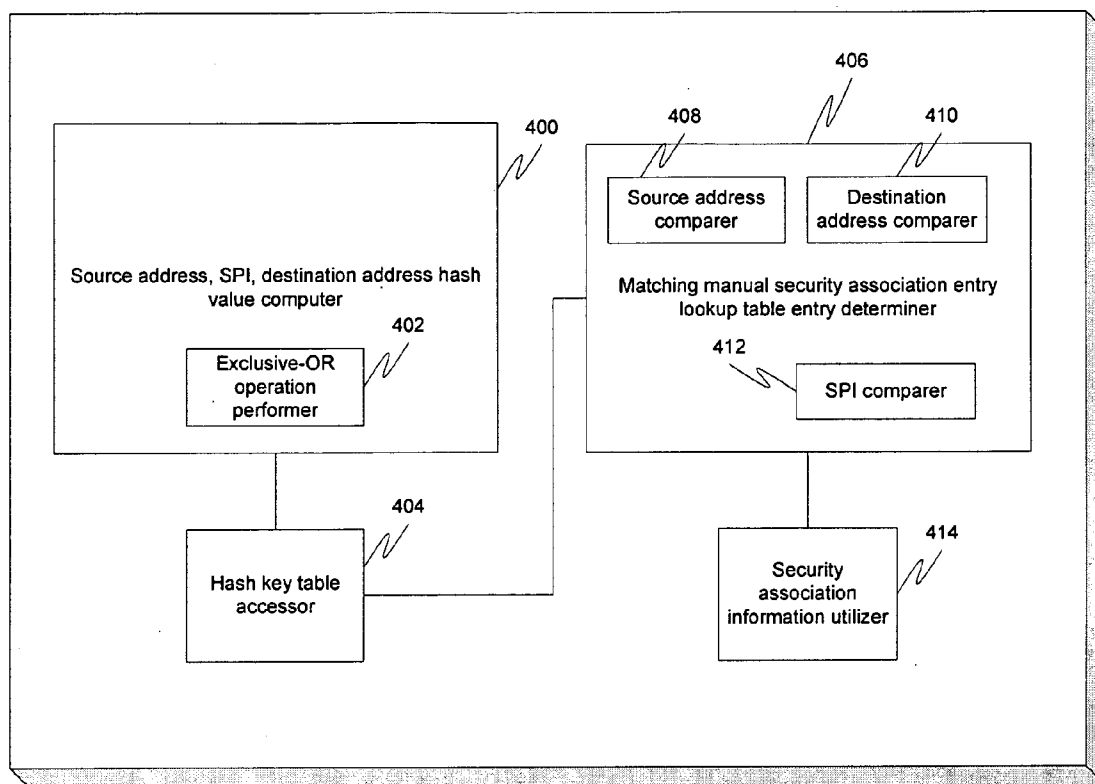 406
408
410
400
Source address
comparer
Destination
address comparer
Source address, SPI, destination address hash
value computer
Matching manual security association entry
lookup table entry determiner
402
Exclusive-OR
operation
performer
412
SPI comparer
404
Hash key table
accessor
414
Security
association
information utilizer